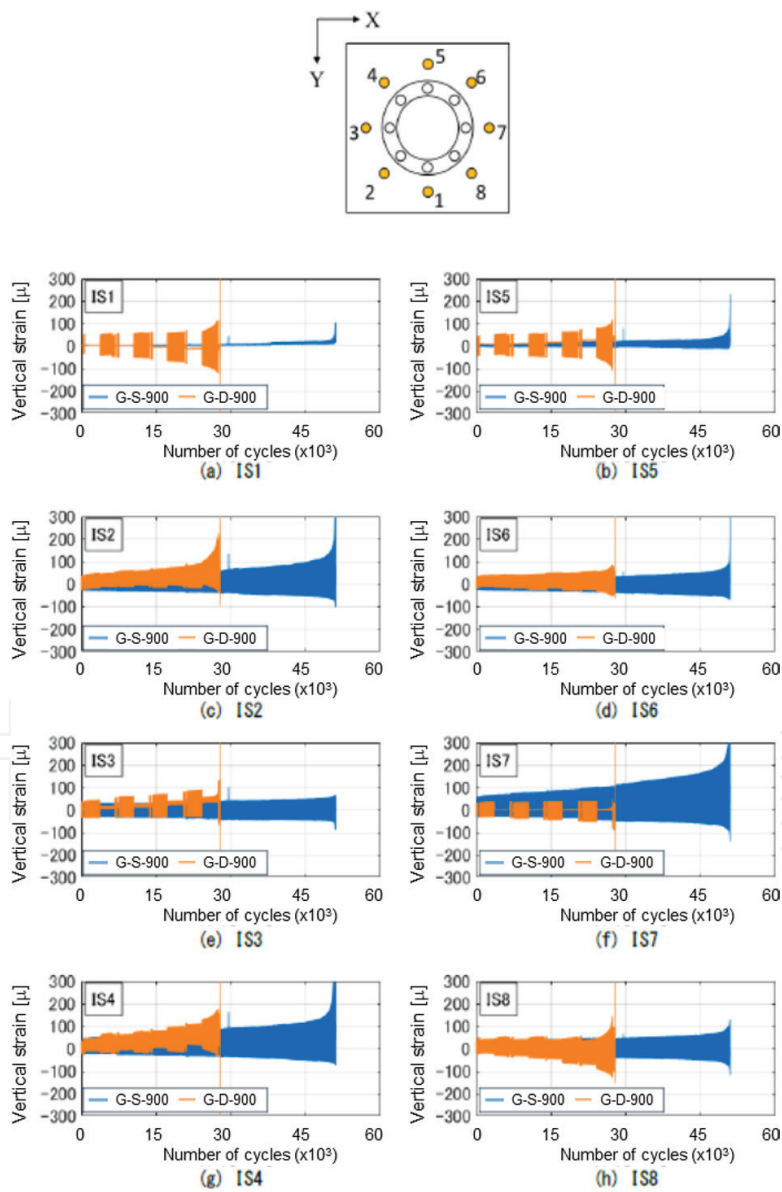 X
Y
5
4
6
3
7
2
8
1
Vertical strain [μ]
300
200
100
0
-100
-200
-300
IS1
G-S-900
G-D-900
0
15
30
45
60
Number of cycles (x10³)
(a) IS1
Vertical strain [μ]
300
200
100
0
-100
-200
-300
IS5
G-S-900
G-D-900
0
15
30
45
60
Number of cycles (x10³)
(b) IS5
Vertical strain [μ]
300
200
100
0
-100
-200
-300
IS2
G-S-900
G-D-900
0
15
30
45
60
Number of cycles (x10³)
(c) IS2
Vertical strain [μ]
300
200
100
0
-100
-200
-300
IS6
G-S-900
G-D-900
0
15
30
45
60
Number of cycles (x10³)
(d) IS6
Vertical strain [μ]
300
200
100
0
-100
-200
-300
IS3
G-S-900
G-D-900
0
15
30
45
60
Number of cycles (x10³)
(e) IS3
Vertical strain [μ]
300
200
100
0
-100
-200
-300
IS7
G-S-900
G-D-900
0
15
30
45
60
Number of cycles (x10³)
(f) IS7
Vertical strain [μ]
300
200
100
0
-100
-200
-300
IS4
G-S-900
G-D-900
0
15
30
45
60
Number of cycles (x10³)
(g) IS4
Vertical strain [μ]
300
200
100
0
-100
-200
-300
IS8
G-S-900
G-D-900
0
15
30
45
60
Number of cycles (x10³)
(h) IS8